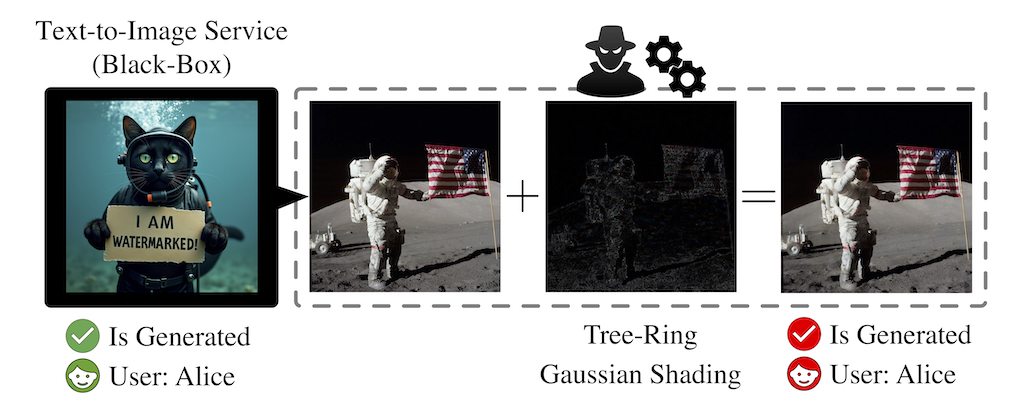 Text-to-Image Service
(Black-Box)
I AM
WATERMARKED!
Is Generated
User: Alice
Tree-Ring
Gaussian Shading
Is Generated
User: Alice